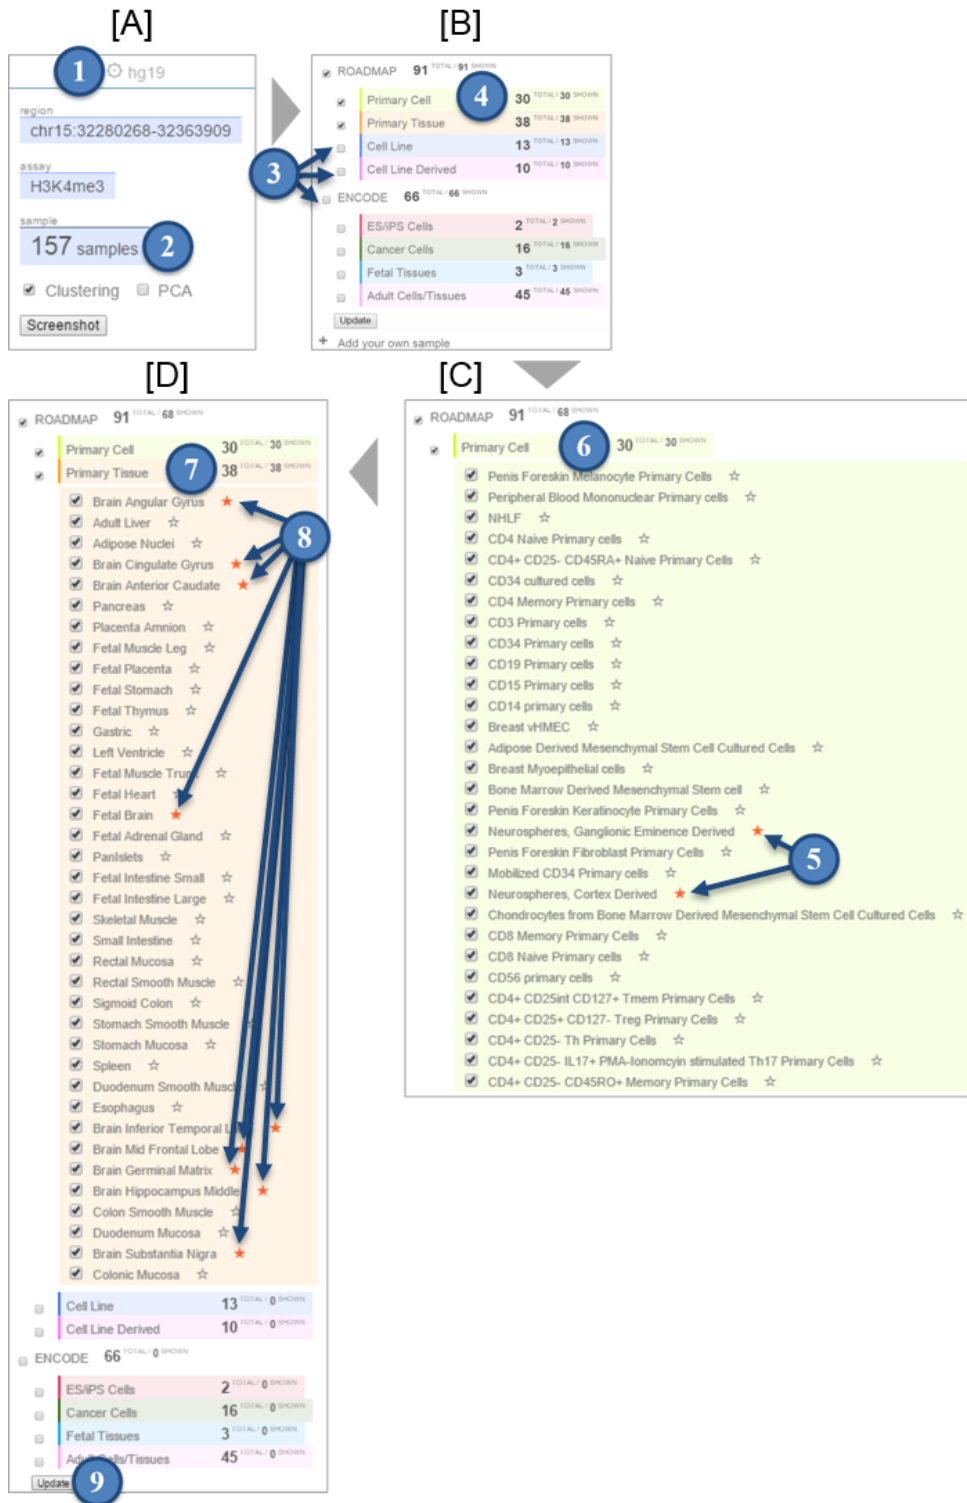 [A]
1 hg19
region
chr15:32280268-32363909
assay
H3K4me3
sample
157 samples 2
Clustering PCA
Screenshot
[B]
ROADMAP 91 TOTAL / 91 SHOWN
4
Primary Cell 30 TOTAL / 30 SHOWN
Primary Tissue 38 TOTAL / 38 SHOWN
Cell Line 13 TOTAL / 13 SHOWN
3
Cell Line Derived 10 TOTAL / 10 SHOWN
ENCODE 66 TOTAL / 66 SHOWN
ES/iPS Cells 2 TOTAL / 2 SHOWN
Cancer Cells 16 TOTAL / 16 SHOWN
Fetal Tissues 3 TOTAL / 3 SHOWN
Adult Cells/Tissues 45 TOTAL / 45 SHOWN
Update
+ Add your own sample
[C]
ROADMAP 91 TOTAL / 68 SHOWN
Primary Cell 6 30 TOTAL / 30 SHOWN
Penis Foreskin Melanocyte Primary Cells ☆
Peripheral Blood Mononuclear Primary cells ☆
NHLF ☆
CD4 Naive Primary cells ☆
CD4+ CD25- CD45RA+ Naive Primary Cells ☆
CD34 cultured cells ☆
CD4 Memory Primary cells ☆
CD3 Primary cells ☆
CD34 Primary cells ☆
CD19 Primary cells ☆
CD15 Primary cells ☆
CD14 primary cells ☆
Breast vHMEC ☆
Adipose Derived Mesenchymal Stem Cell Cultured Cells ☆
Breast Myoepithelial cells ☆
Bone Marrow Derived Mesenchymal Stem cell ☆
Penis Foreskin Keratinocyte Primary Cells ☆
Neurospheres, Ganglionic Eminence Derived ★
Penis Foreskin Fibroblast Primary Cells ☆
5
Mobilized CD34 Primary cells ☆
Neurospheres, Cortex Derived ★
Chondrocytes from Bone Marrow Derived Mesenchymal Stem Cell Cultured Cells ☆
CD8 Memory Primary Cells ☆
CD8 Naive Primary cells ☆
CD56 primary cells ☆
CD4+ CD25int CD127+ Tmem Primary Cells ☆
CD4+ CD25+ CD127- Treg Primary Cells ☆
CD4+ CD25- Th Primary Cells ☆
CD4+ CD25- IL17+ PMA-Ionomcyin stimulated Th17 Primary Cells ☆
CD4+ CD25- CD45RO+ Memory Primary Cells ☆
[D]
ROADMAP 91 TOTAL / 68 SHOWN
Primary Cell 30 TOTAL / 30 SHOWN
7
Primary Tissue 38 TOTAL / 38 SHOWN
Brain Angular Gyrus ★
8
Adult Liver ☆
Adipose Nuclei ☆
Brain Cingulate Gyrus ★
Brain Anterior Caudate ★
Pancreas ☆
Placenta Amnion ☆
Fetal Muscle Leg ☆
Fetal Placenta ☆
Fetal Stomach ☆
Fetal Thymus ☆
Gastric ☆
Left Ventricle ☆
Fetal Muscle Trunk ☆
Fetal Heart ☆
Fetal Brain ★
Fetal Adrenal Gland ☆
PanIslets ☆
Fetal Intestine Small ☆
Fetal Intestine Large ☆
Skeletal Muscle ☆
Small Intestine ☆
Rectal Mucosa ☆
Rectal Smooth Muscle ☆
Sigmoid Colon ☆
Stomach Smooth Muscle ☆
Stomach Mucosa ☆
Spleen ☆
Duodenum Smooth Muscle ☆
Esophagus ☆
Brain Inferior Temporal ★
Brain Mid Frontal Lobe ★
Brain Germinal Matrix ★
Brain Hippocampus Middle ★
Colon Smooth Muscle ☆
Duodenum Mucosa ☆
Brain Substantia Nigra ★
Colonic Mucosa ☆
Cell Line 13 TOTAL / 0 SHOWN
Cell Line Derived 10 TOTAL / 0 SHOWN
ENCODE 66 TOTAL / 0 SHOWN
ES/iPS Cells 2 TOTAL / 0 SHOWN
Cancer Cells 16 TOTAL / 0 SHOWN
Fetal Tissues 3 TOTAL / 0 SHOWN
Adult Cells/Tissues 45 TOTAL / 0 SHOWN
Update 9